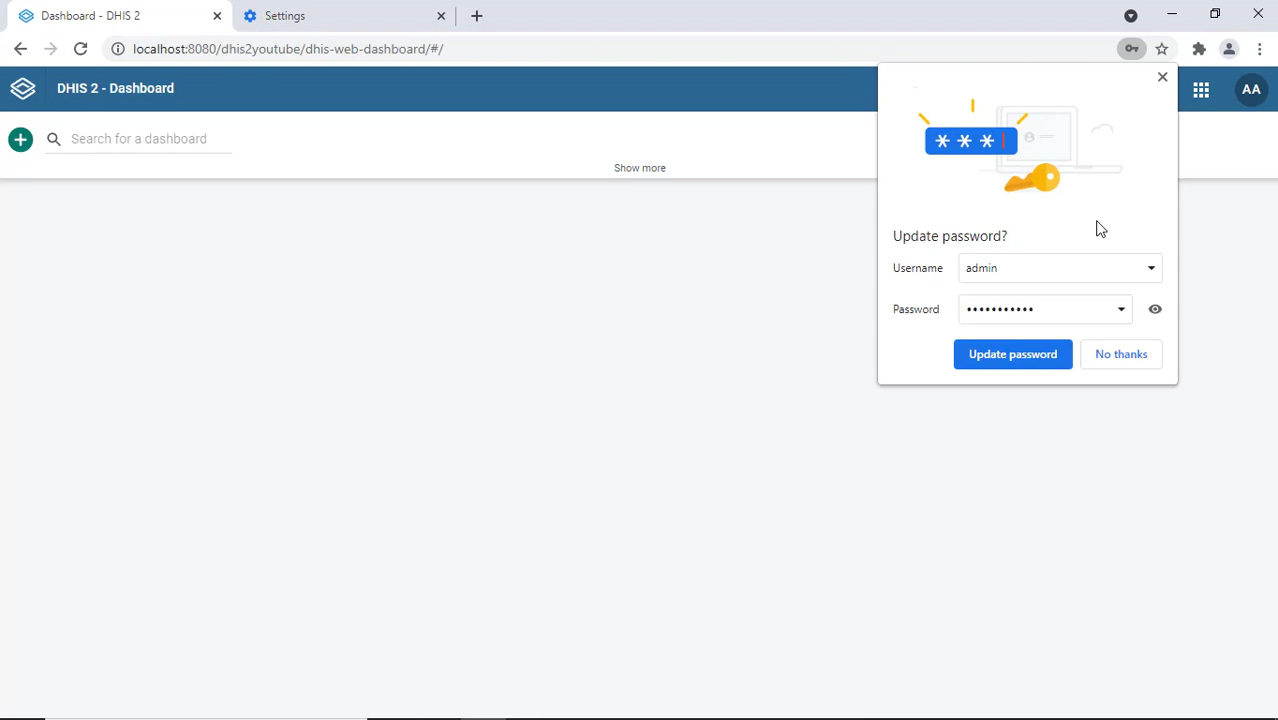 Dashboard - DHIS 2
Settings
localhost:8080/dhis2youtube/dhis-web-dashboard/#/
DHIS 2 - Dashboard
AA
Search for a dashboard
Show more
* * *
Update password?
Username admin
Password •••••••••••
Update password No thanks